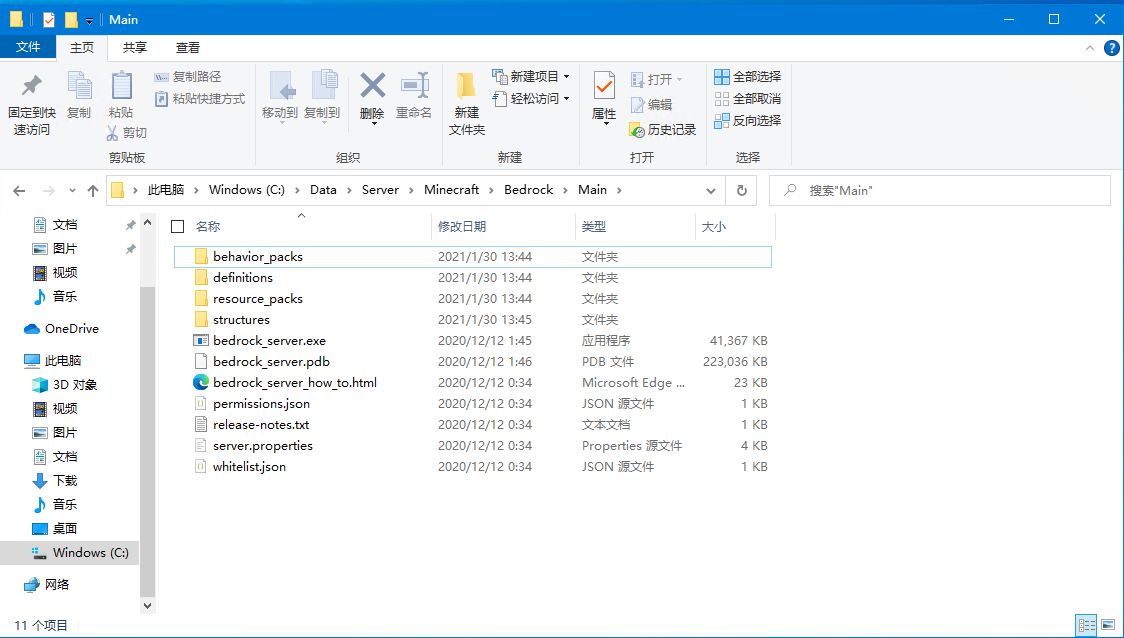 Main
文件 主页 共享 查看
固定到快速访问
复制
粘贴
复制路径
粘贴快捷方式
剪切
剪贴板
移动到
复制到
删除
重命名
组织
新建文件夹
新建项目
轻松访问
新建
属性
打开
编辑
历史记录
打开
全部选择
全部取消
反向选择
选择
此电脑 Windows (C:) Data Server Minecraft Bedrock Main
搜索"Main"
文档
图片
视频
音乐
OneDrive
此电脑
3D 对象
视频
图片
文档
下载
音乐
桌面
Windows (C:)
网络
名称 修改日期 类型 大小
behavior_packs 2021/1/30 13:44 文件夹
definitions 2021/1/30 13:44 文件夹
resource_packs 2021/1/30 13:44 文件夹
structures 2021/1/30 13:45 文件夹
bedrock_server.exe 2020/12/12 1:45 应用程序 41,367 KB
bedrock_server.pdb 2020/12/12 1:46 PDB 文件 223,036 KB
bedrock_server_how_to.html 2020/12/12 0:34 Microsoft Edge ... 23 KB
permissions.json 2020/12/12 0:34 JSON 源文件 1 KB
release-notes.txt 2020/12/12 0:34 文本文档 1 KB
server.properties 2020/12/12 0:34 Properties 源文件 4 KB
whitelist.json 2020/12/12 0:34 JSON 源文件 1 KB
11 个项目